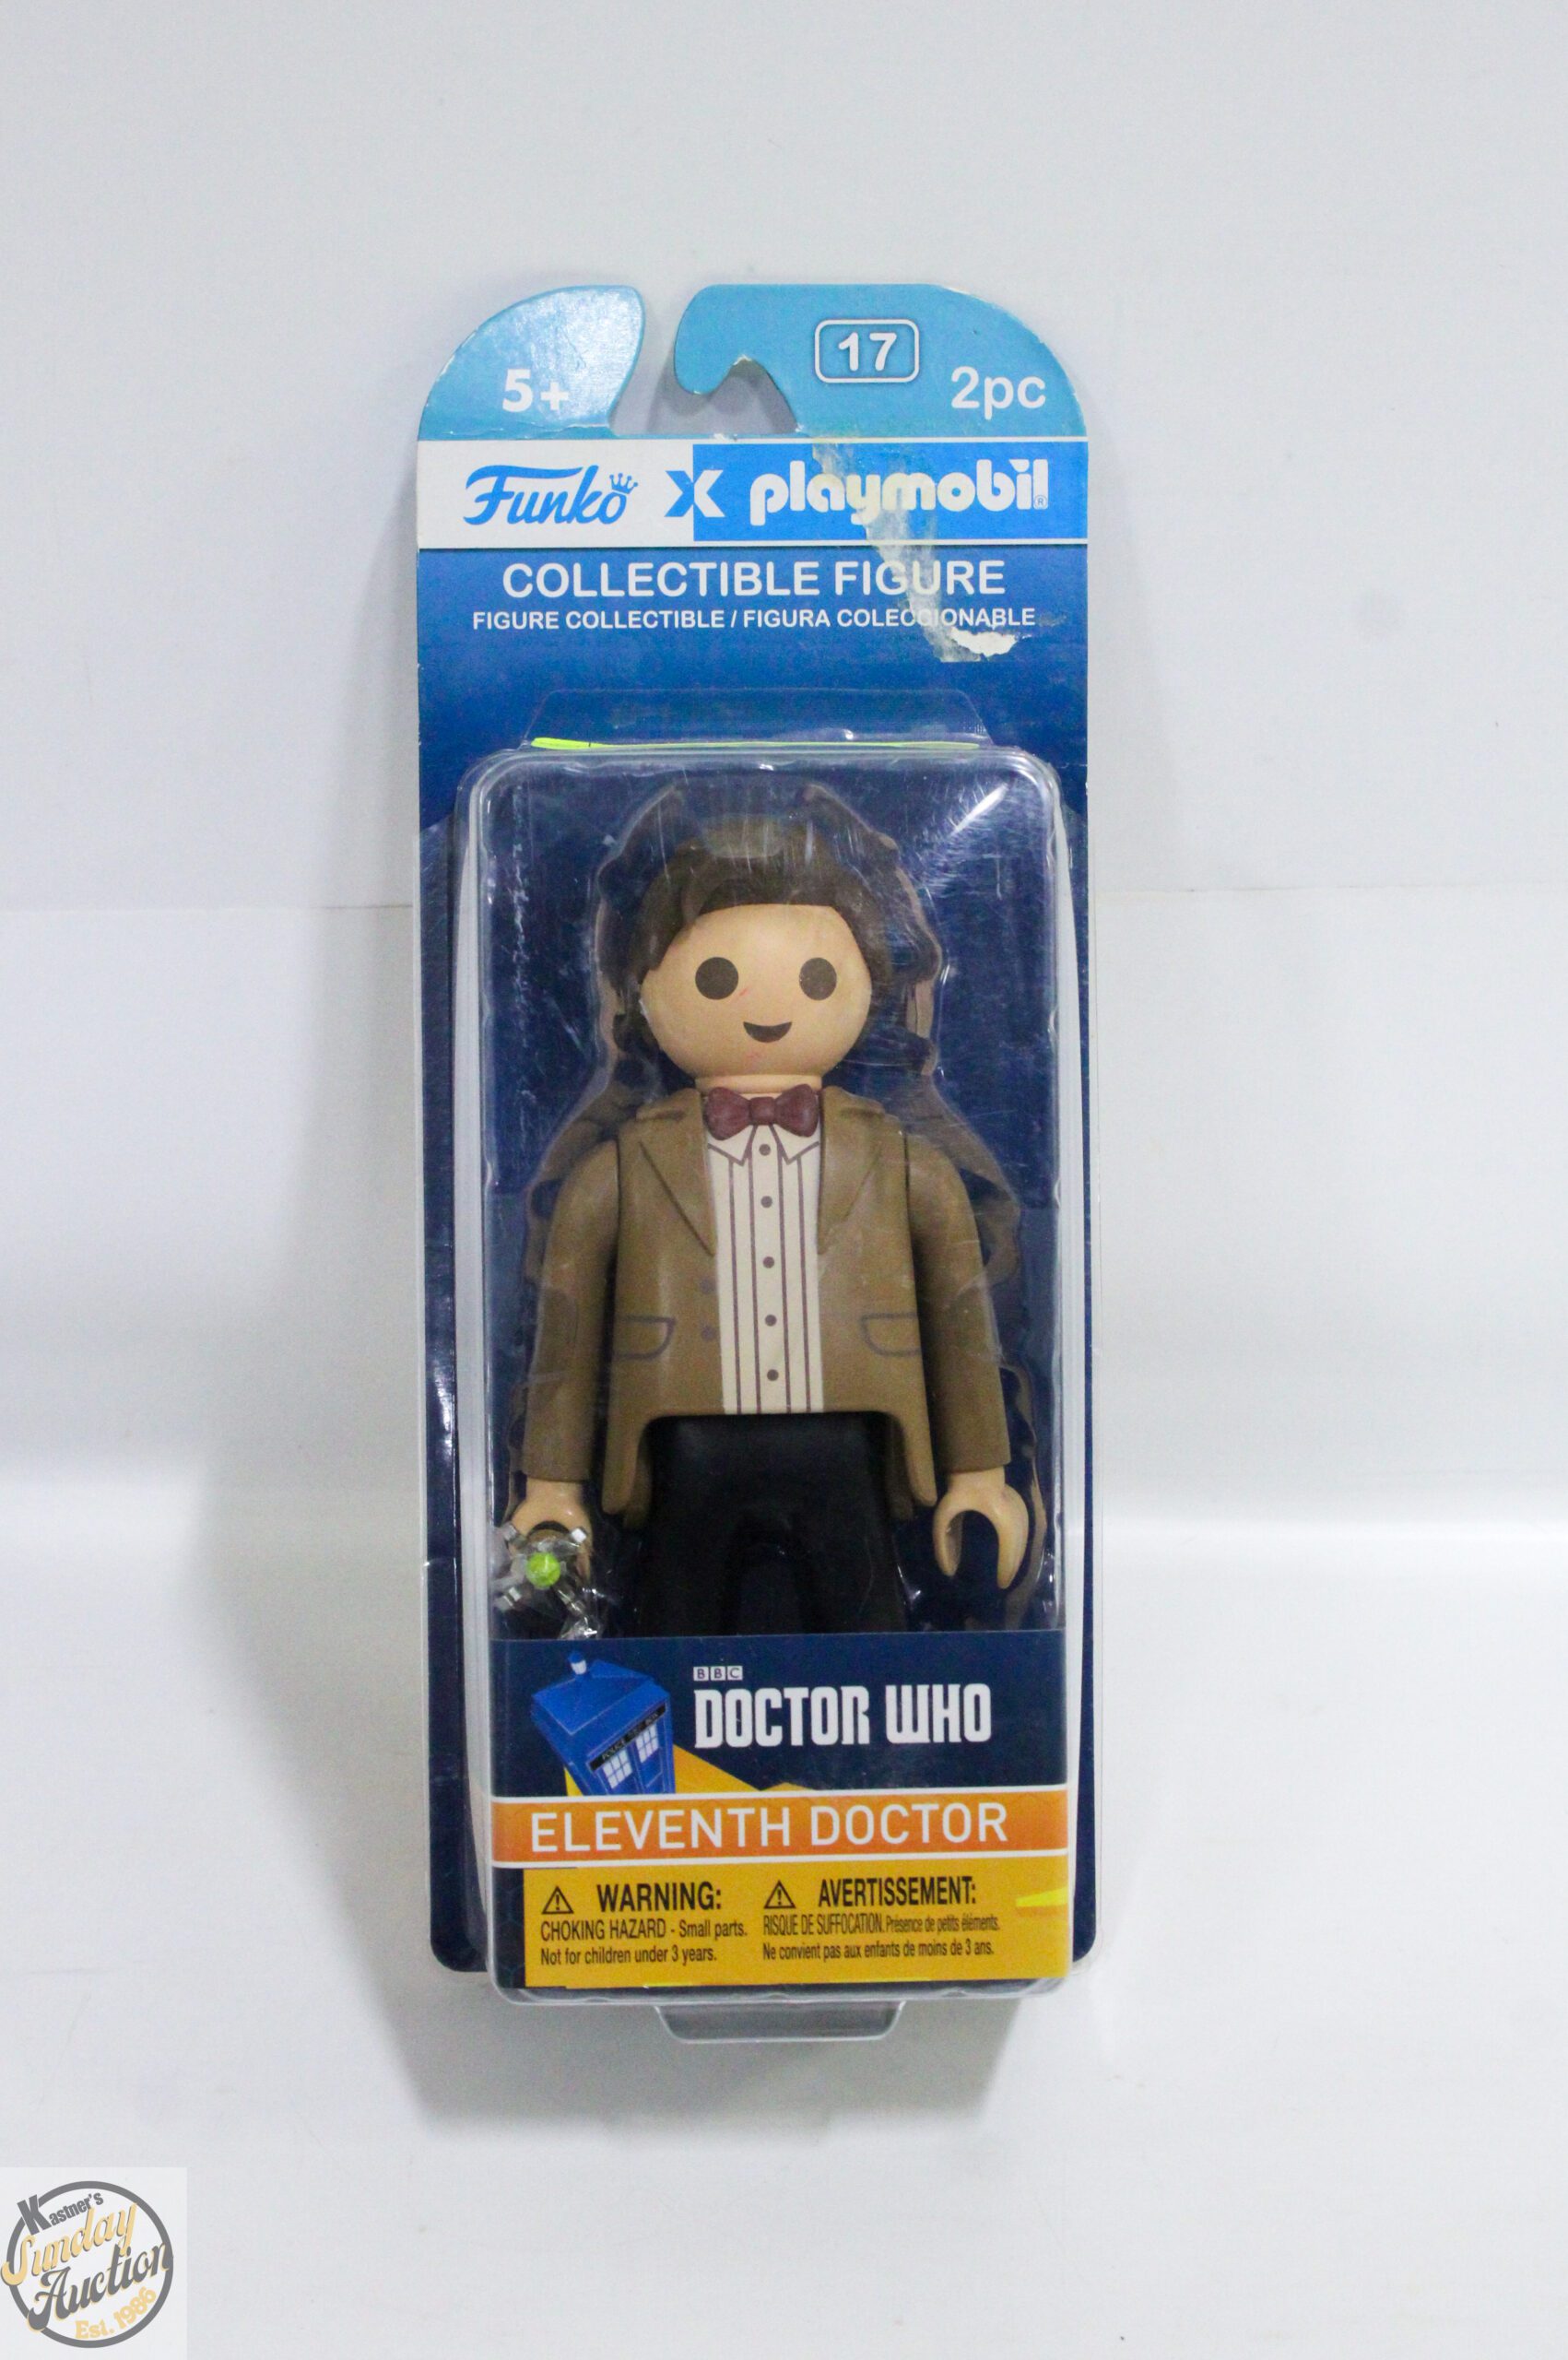 5+
17
2pc
Funko X playmobil®
COLLECTIBLE FIGURE
FIGURE COLLECTIBLE / FIGURA COLECCIONABLE
POLICE BOX
BBC
DOCTOR WHO
ELEVENTH DOCTOR
WARNING:
CHOKING HAZARD - Small parts.
Not for children under 3 years.
AVERTISSEMENT:
RISQUE DE SUFFOCATION. Présence de petits éléments.
Ne convient pas aux enfants de moins de 3 ans.
Kastner's
Sunday
Auction
Est. 1986